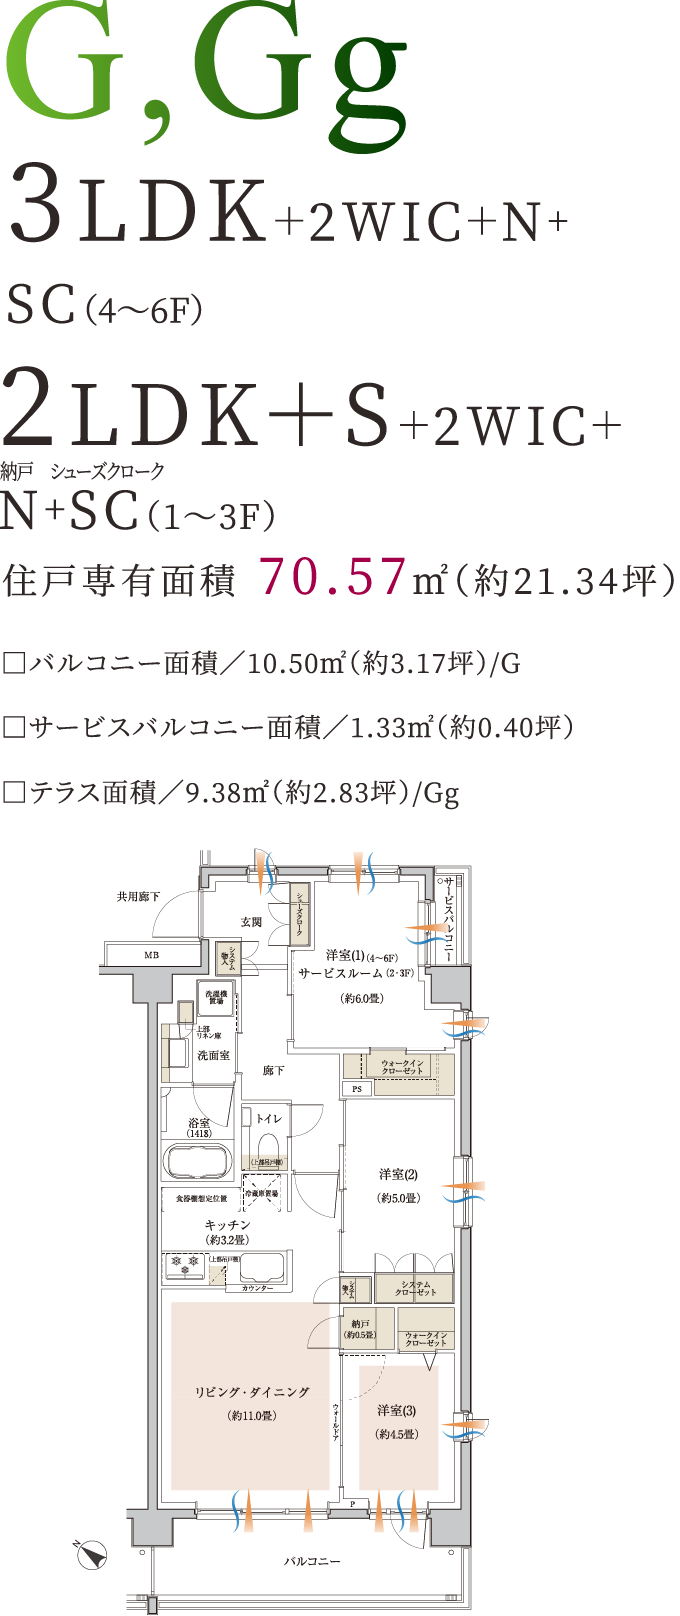 G,Gg
3LDK+2WIC+N+
SC(4〜6F)
2LDK+S+2WIC+
納戸 シューズクローク
N+SC(1〜3F)
住戸専有面積 70.57㎡(約21.34坪)
□バルコニー面積／10.50㎡(約3.17坪)/G
□サービスバルコニー面積／1.33㎡(約0.40坪)
□テラス面積／9.38㎡(約2.83坪)/Gg
共用廊下
玄関
シューズクローク
サービスバルコニー
MB
システム
物入
洋室(1)(4〜6F)
サービスルーム(2･3F)
(約6.0畳)
洗濯機
置場
上部
リネン庫
洗面室
廊下
ウォークイン
クローゼット
PS
浴室
(1418)
トイレ
(上部吊戸棚)
洋室(2)
(約5.0畳)
食器棚想定位置
冷蔵庫置場
キッチン
(約3.2畳)
(上部吊戸棚)
カウンター
システム
物入
システム
クローゼット
納戸
(約0.5畳)
ウォークイン
クローゼット
リビング・ダイニング
(約11.0畳)
ウォールドア
洋室(3)
(約4.5畳)
P
N
バルコニー